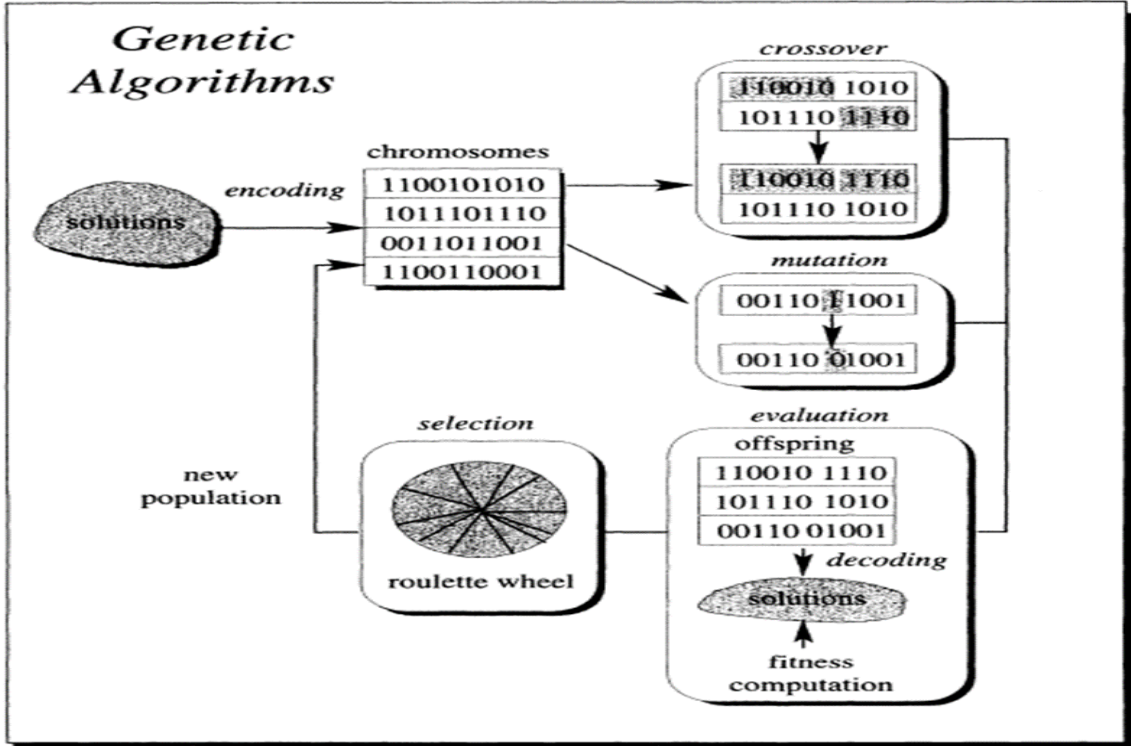 Genetic
Algorithms
solutions
encoding
chromosomes
1100101010
1011101110
0011011001
1100110001
crossover
110010 1010
101110 1110
110010 1110
101110 1010
mutation
00110 11001
00110 01001
evaluation
offspring
110010 1110
101110 1010
00110 01001
decoding
solutions
fitness
computation
selection
roulette wheel
new
population